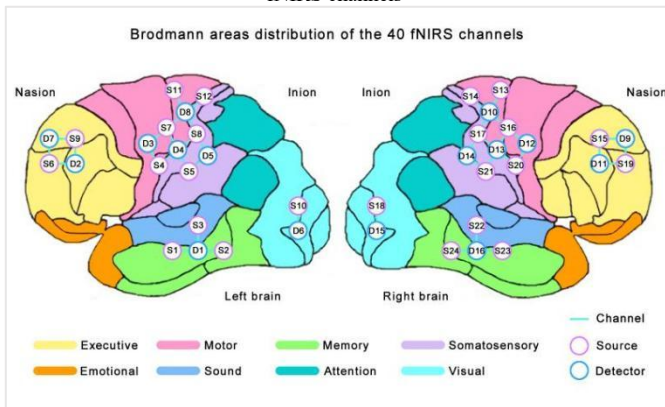 fNIRS channels
Brodmann areas distribution of the 40 fNIRS channels
Nasion Inion Inion Nasion
S11 S12 S14 S13
D8 D10
D7 S9 D3 S7 S8 S17 S16 D12 S15 D9
D4 D5 D14 D13
S6 D2 S4 S5 S21 S20 D11 S19
S10 S18
S3 D6 D15 S22
S1 D1 S2 S24 D16 S23
Left brain Right brain
Channel
Executive Motor Memory Somatosensory Source
Emotional Sound Attention Visual Detector